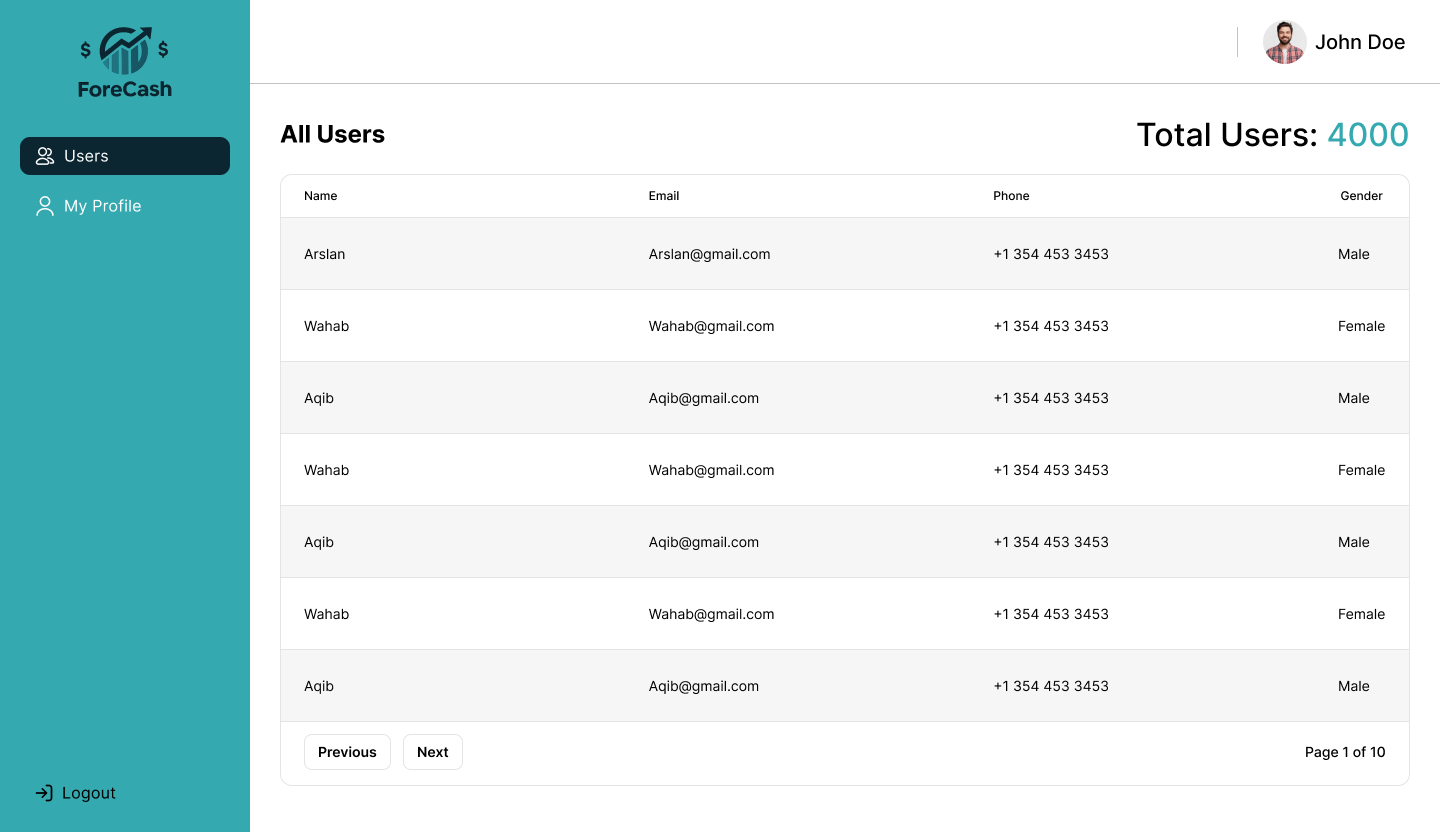 $ $
ForeCash
John Doe
Users
My Profile
Logout
All Users
Total Users: 4000
Name Email Phone Gender
Arslan Arslan@gmail.com +1 354 453 3453 Male
Wahab Wahab@gmail.com +1 354 453 3453 Female
Aqib Aqib@gmail.com +1 354 453 3453 Male
Wahab Wahab@gmail.com +1 354 453 3453 Female
Aqib Aqib@gmail.com +1 354 453 3453 Male
Wahab Wahab@gmail.com +1 354 453 3453 Female
Aqib Aqib@gmail.com +1 354 453 3453 Male
Previous Next Page 1 of 10